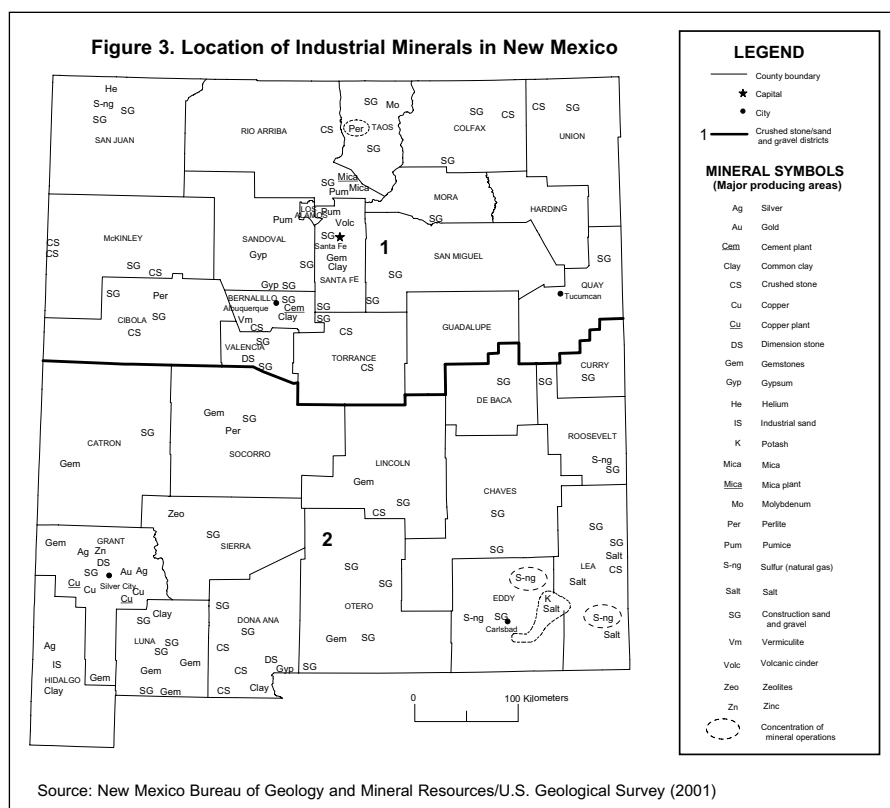 Figure 3. Location of Industrial Minerals in New Mexico
He
S-ng
SG
SG
SAN JUAN
RIO ARRIBA
CS
SG
Mo
Per
TAOS
SG
SG
CS
COLFAX
SG
CS
SG
UNION
Mica
SG
Mica
Pum
MORA
SG
HARDING
LOS ALAMOS
Pum
Pum
Volc
SG
Santa Fe
Gem
Clay
SANTA FE
1
CS
CS
McKINLEY
SG
CS
SANDOVAL
Gyp
SG
Gyp SG
SAN MIGUEL
SG
SG
SG
QUAY
Tucumcari
SG
Per
SG
CIBOLA
CS
BERNALILLO
SG
Albuquerque
Cem
Vm
Clay
CS
SG
SG
VALENCIA
SG
DS
SG
CS
TORRANCE
CS
GUADALUPE
SG
DE BACA
SG
CURRY
SG
CATRON
SG
Gem
Gem
SG
Per
SOCORRO
LINCOLN
Gem
SG
CS
CHAVES
SG
SG
ROOSEVELT
S-ng
SG
Zeo
SG
SIERRA
2
SG
SG
OTERO
Gem
SG
Gem
GRANT
Ag
Zn
DS
SG
Au
Ag
Silver City
Cu
Cu
Cu
Cu
Gem
SG
Clay
LUNA
SG
SG
Gem
Gem
SG
Gem
SG
DONA ANA
SG
CS
CS
DS
Gyp
SG
CS
Clay
Ag
IS
HIDALGO
Clay
S-ng
EDDY
S-ng
SG
Carlsbad
K
Salt
SG
SG
Salt
LEA
CS
Salt
S-ng
Salt
0
100 Kilometers
LEGEND
County boundary
Capital
City
1
Crushed stone/sand
and gravel districts
MINERAL SYMBOLS
(Major producing areas)
Ag Silver
Au Gold
Cem Cement plant
Clay Common clay
CS Crushed stone
Cu Copper
Cu Copper plant
DS Dimension stone
Gem Gemstones
Gyp Gypsum
He Helium
IS Industrial sand
K Potash
Mica Mica
Mica Mica plant
Mo Molybdenum
Per Perlite
Pum Pumice
S-ng Sulfur (natural gas)
Salt Salt
SG Construction sand
and gravel
Vm Vermiculite
Volc Volcanic cinder
Zeo Zeolites
Zn Zinc
Concentration of
mineral operations
Source: New Mexico Bureau of Geology and Mineral Resources/U.S. Geological Survey (2001)